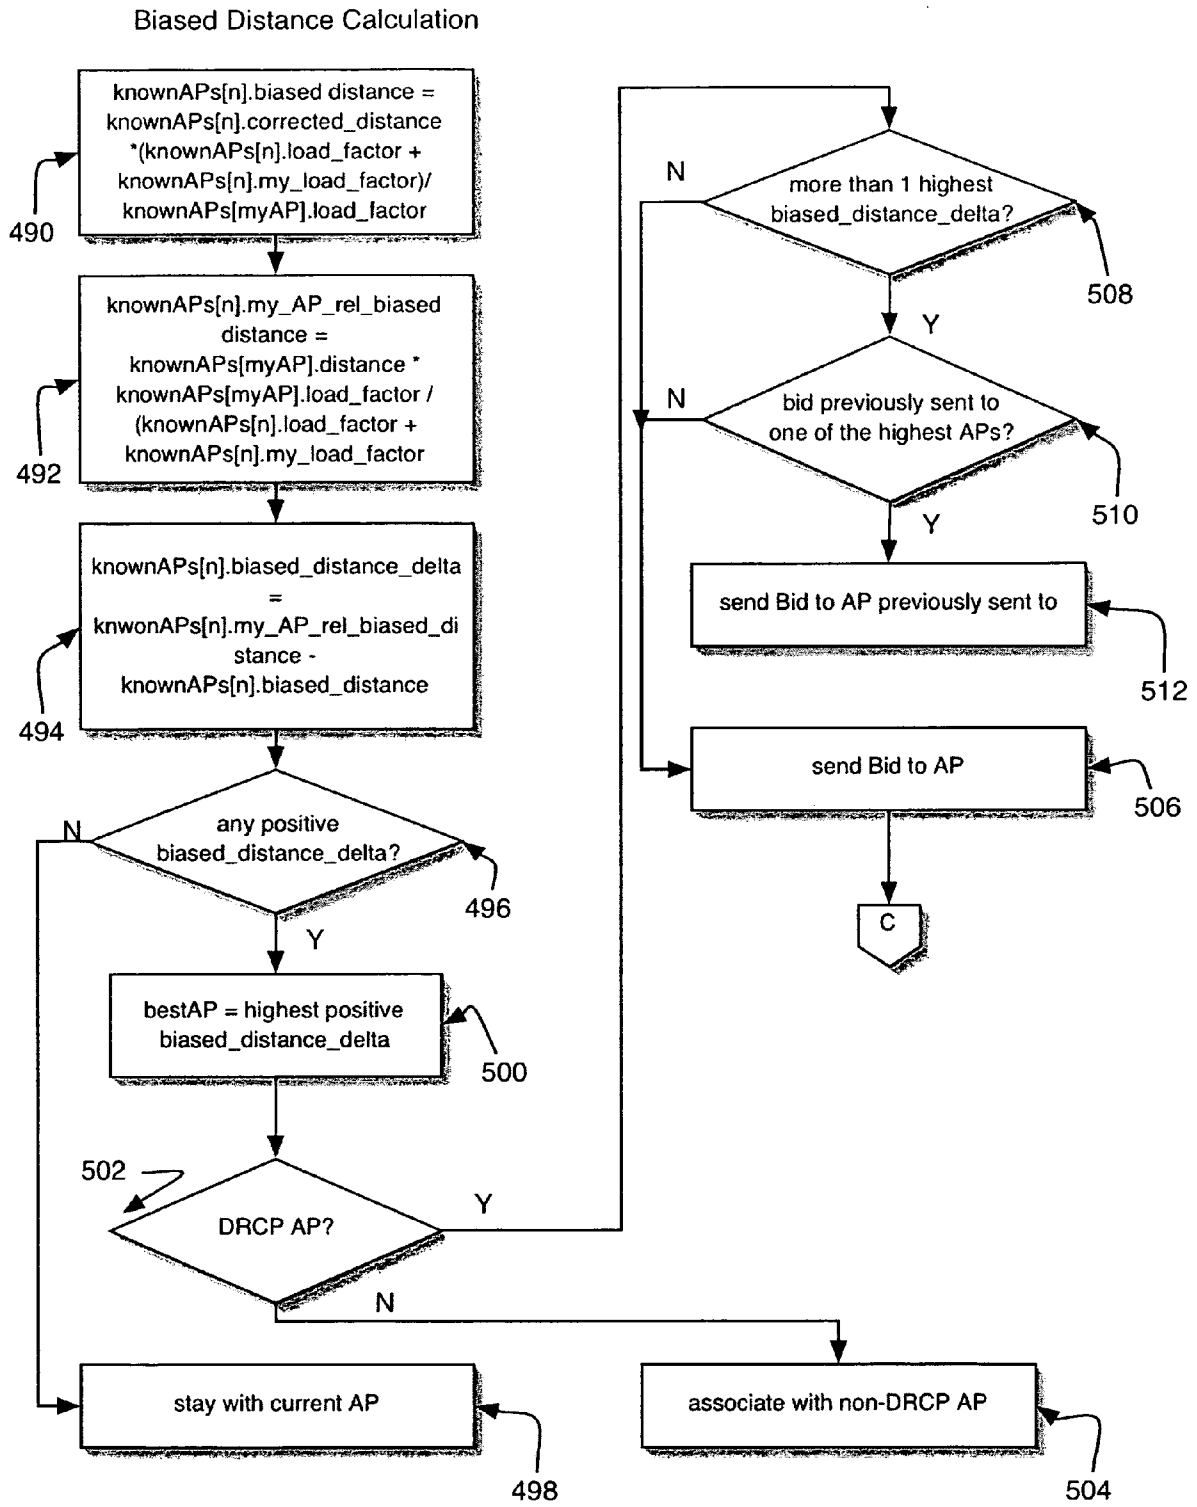 Biased Distance Calculation
knownAPs[n].biased distance =
knownAPs[n].corrected_distance
*(knownAPs[n].load_factor +
knownAPs[n].my_load_factor)/
knownAPs[myAP].load_factor
490
knownAPs[n].my_AP_rel_biased
distance =
knownAPs[myAP].distance *
knownAPs[myAP].load_factor /
(knownAPs[n].load_factor +
knownAPs[n].my_load_factor
492
knownAPs[n].biased_distance_delta
=
knwonAPs[n].my_AP_rel_biased_di
stance -
knownAPs[n].biased_distance
494
any positive
biased_distance_delta?
N
496
Y
bestAP = highest positive
biased_distance_delta
500
502
DRCP AP?
Y
N
stay with current AP
498
associate with non-DRCP AP
504
more than 1 highest
biased_distance_delta?
N
508
Y
bid previously sent to
one of the highest APs?
N
510
Y
send Bid to AP previously sent to
512
send Bid to AP
506
C